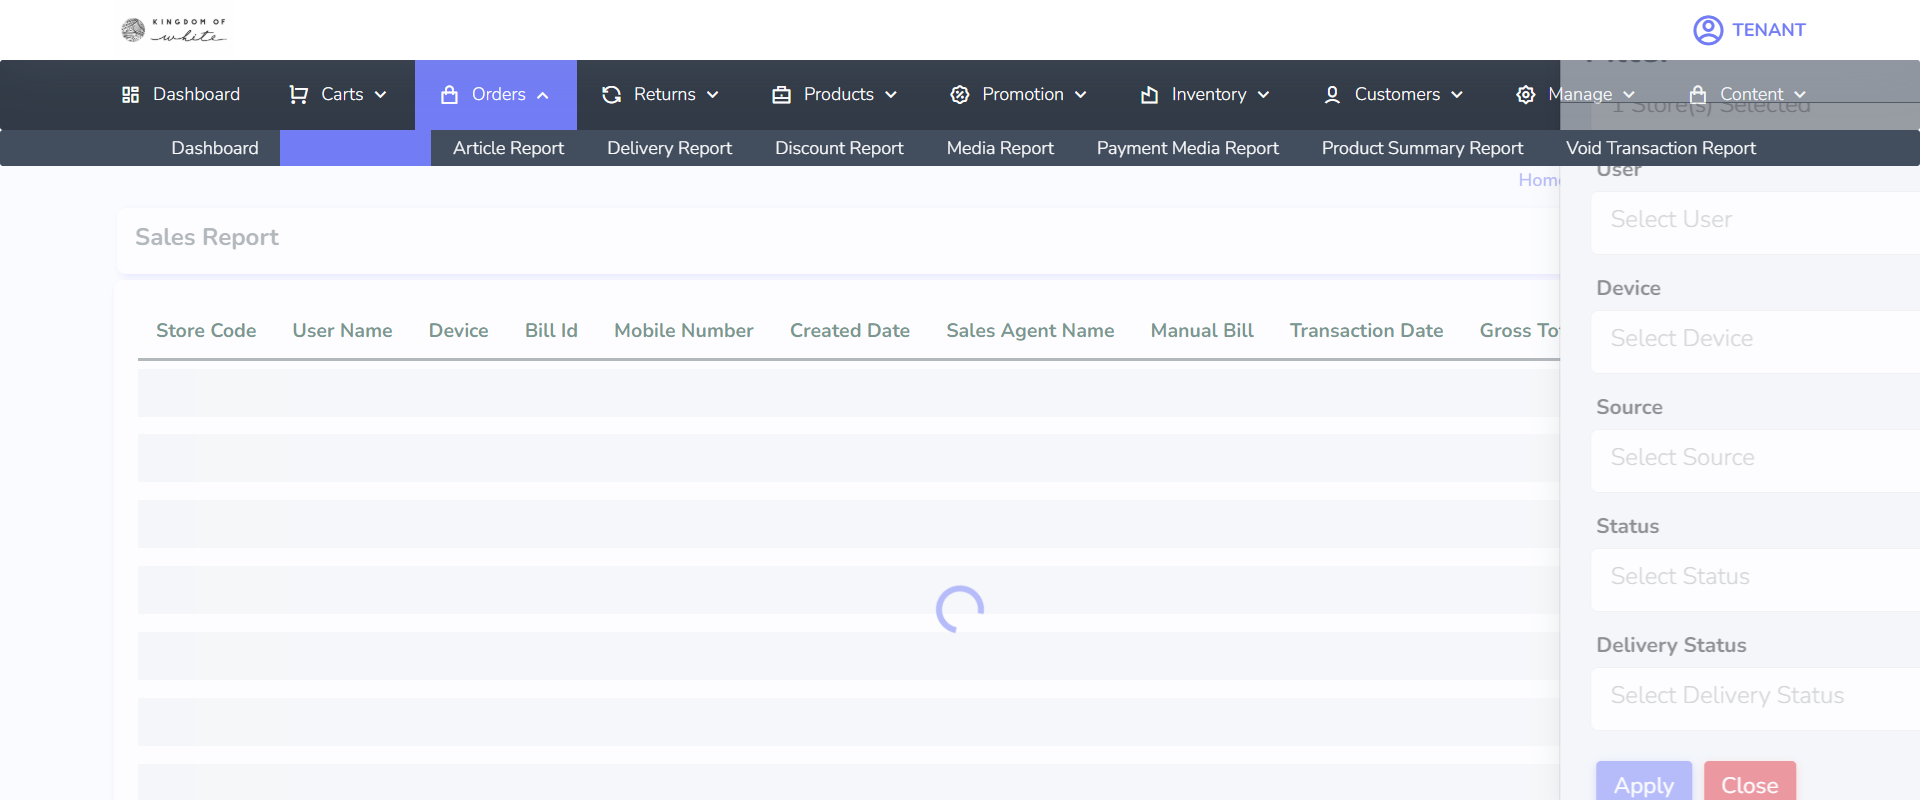 KINGDOM OF
white
TENANT
Dashboard
Carts
Orders
Returns
Products
Promotion
Inventory
Customers
Manage
Content
1 Store(s) Selected
Dashboard
Article Report
Delivery Report
Discount Report
Media Report
Payment Media Report
Product Summary Report
Void Transaction Report
Home
User
Select User
Sales Report
Device
Select Device
Store Code
User Name
Device
Bill Id
Mobile Number
Created Date
Sales Agent Name
Manual Bill
Transaction Date
Gross To
Source
Select Source
Status
Select Status
Delivery Status
Select Delivery Status
Apply
Close